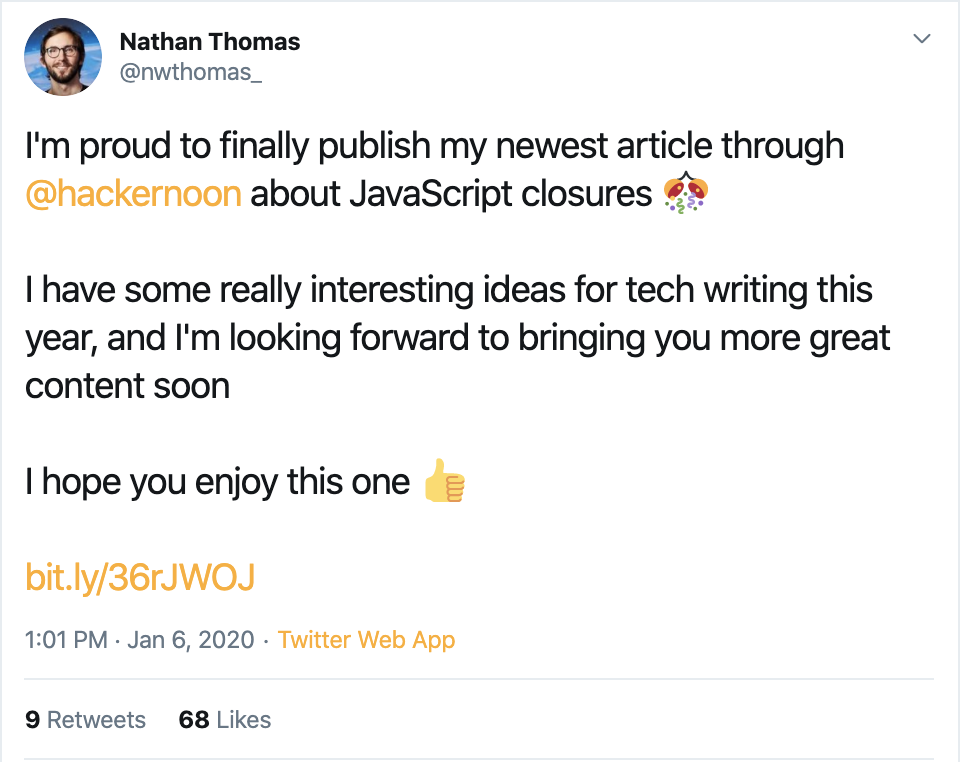 Nathan Thomas
@nwthomas_
I'm proud to finally publish my newest article through
@hackernoon about JavaScript closures 🎊
I have some really interesting ideas for tech writing this
year, and I'm looking forward to bringing you more great
content soon
I hope you enjoy this one 👍
bit.ly/36rJWOJ
1:01 PM · Jan 6, 2020 · Twitter Web App
9 Retweets 68 Likes